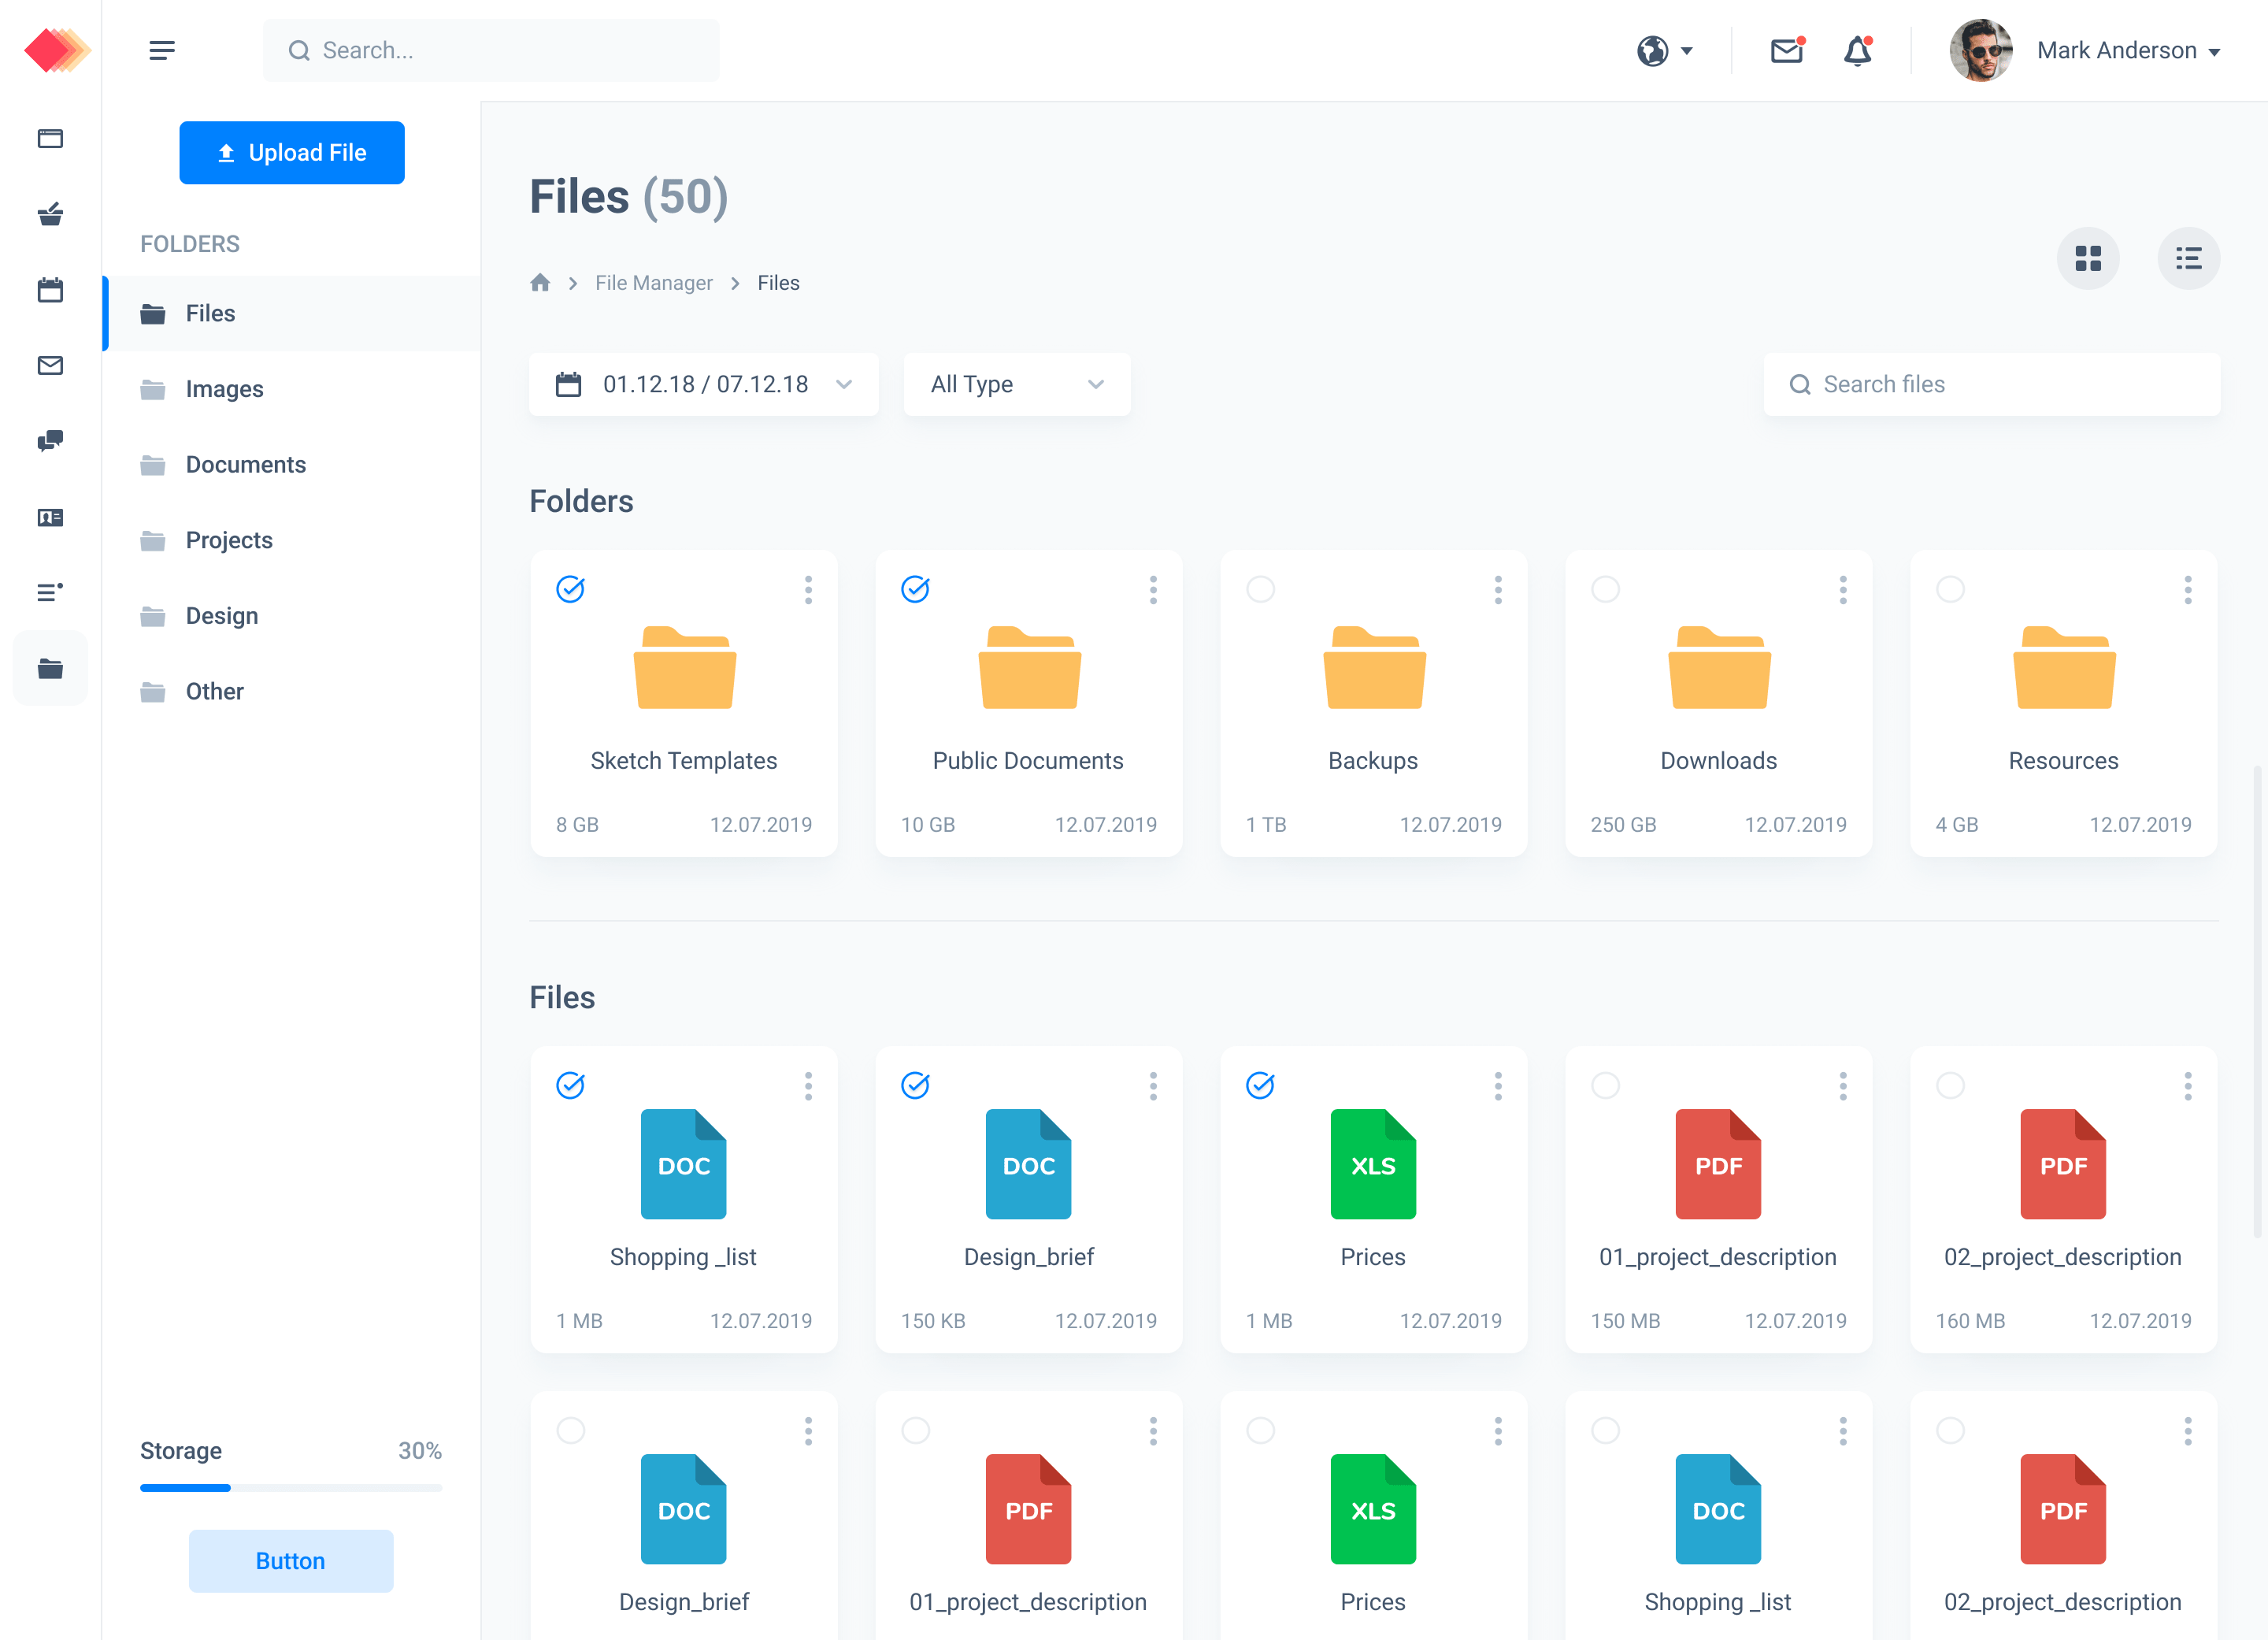 Search...
Mark Anderson
Upload File
FOLDERS
Files
Images
Documents
Projects
Design
Other
Storage 30%
Button
Files (50)
File Manager Files
01.12.18 / 07.12.18 All Type Search files
Folders
Sketch Templates
8 GB 12.07.2019
Public Documents
10 GB 12.07.2019
Backups
1 TB 12.07.2019
Downloads
250 GB 12.07.2019
Resources
4 GB 12.07.2019
Files
DOC
Shopping _list
1 MB 12.07.2019
DOC
Design_brief
150 KB 12.07.2019
XLS
Prices
1 MB 12.07.2019
PDF
01_project_description
150 MB 12.07.2019
PDF
02_project_description
160 MB 12.07.2019
DOC
Design_brief
PDF
01_project_description
XLS
Prices
DOC
Shopping _list
PDF
02_project_description